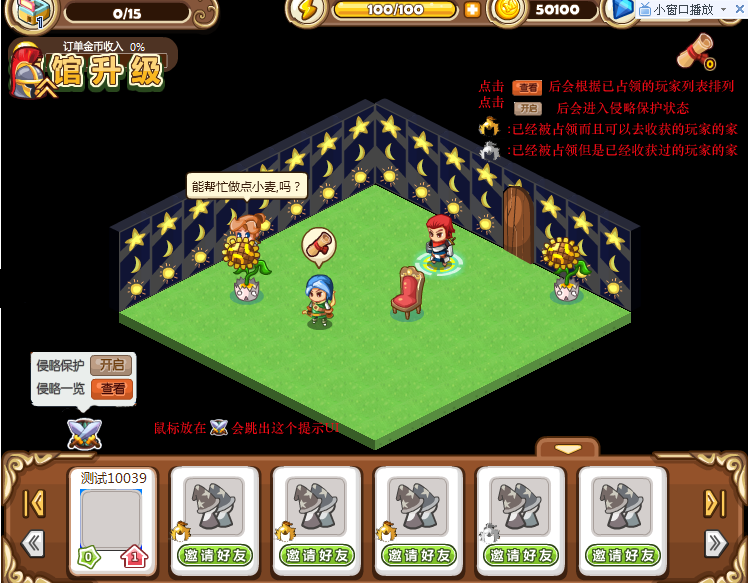 1
0/15
100/100
50100
小窗口播放
订单金币收入 0%
馆升级
0
点击 查看 后会根据已占领的玩家列表排列
点击 开启 后会进入侵略保护状态
:已经被占领而且可以去收获的玩家的家
:已经被占领但是已经收获过的玩家的家
能帮忙做点小麦,吗？
侵略保护 开启
侵略一览 查看
鼠标放在 会跳出这个提示UI
测试10039
0 1
邀请好友 邀请好友 邀请好友 邀请好友 邀请好友